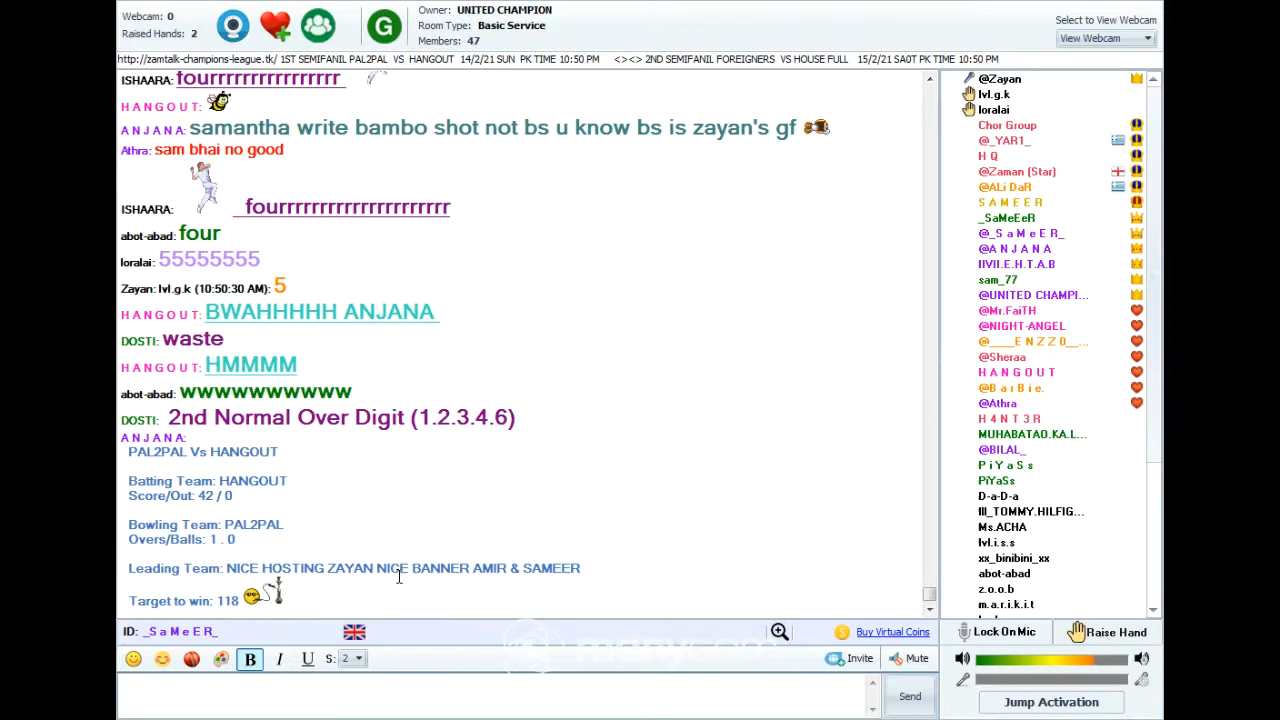 Webcam: 0
Raised Hands: 2
G
Owner: UNITED CHAMPION
Room Type: Basic Service
Members: 47
Select to View Webcam
View Webcam
http://zamtalk-champions-league.tk/ 1ST SEMIFANIL PAL2PAL VS HANGOUT 14/2/21 SUN PK TIME 10:50 PM <><> 2ND SEMIFANIL FOREIGNERS VS HOUSE FULL 15/2/21 SAOT PK TIME 10:50 PM
ISHAARA: fourrrrrrrrrrrrrrrrr
H A N G O U T:
A N J A N A: samantha write bambo shot not bs u know bs is zayan's gf
Athra: sam bhai no good
ISHAARA: fourrrrrrrrrrrrrrrrrrrrr
abot-abad: four
loralai: 55555555
Zayan: lvl.g.k (10:50:30 AM): 5
H A N G O U T: BWAHHHHH ANJANA
DOSTI: waste
H A N G O U T: HMMMM
abot-abad: wwwwwwwwww
DOSTI: 2nd Normal Over Digit (1.2.3.4.6)
A N J A N A:
PAL2PAL Vs HANGOUT
Batting Team: HANGOUT
Score/Out: 42 / 0
Bowling Team: PAL2PAL
Overs/Balls: 1 . 0
Leading Team: NICE HOSTING ZAYAN NICE BANNER AMIR & SAMEER
Target to win: 118
@Zayan
lvl.g.k
loralai
Chor Group
@_YAR1_
H Q
@Zaman (Star)
@ALi DaR
S A M E E R
_SaMeEeR
@_S a M e E R_
@A N J A N A
IIVII.E.H.T.A.B
sam_77
@UNITED CHAMPI...
@Mr.FaiTH
@NIGHT-ANGEL
@____E N Z Z 0__...
@Sheraa
H A N G O U T
@B a r B i e.
@Athra
H 4 N T 3 R
MUHABATAO.KA.L...
@BILAL_
P i Y a S s
PiYaSs
D-a-D-a
III_TOMMY.HILFIG...
Ms.ACHA
lvl.i.s.s
xx_binibini_xx
abot-abad
z.o.o.b
m.a.r.i.k.i.t
ID: _S a M e E R_
Buy Virtual Coins
Lock On Mic
Raise Hand
B I U S: 2
Invite
Mute
Send
Jump Activation